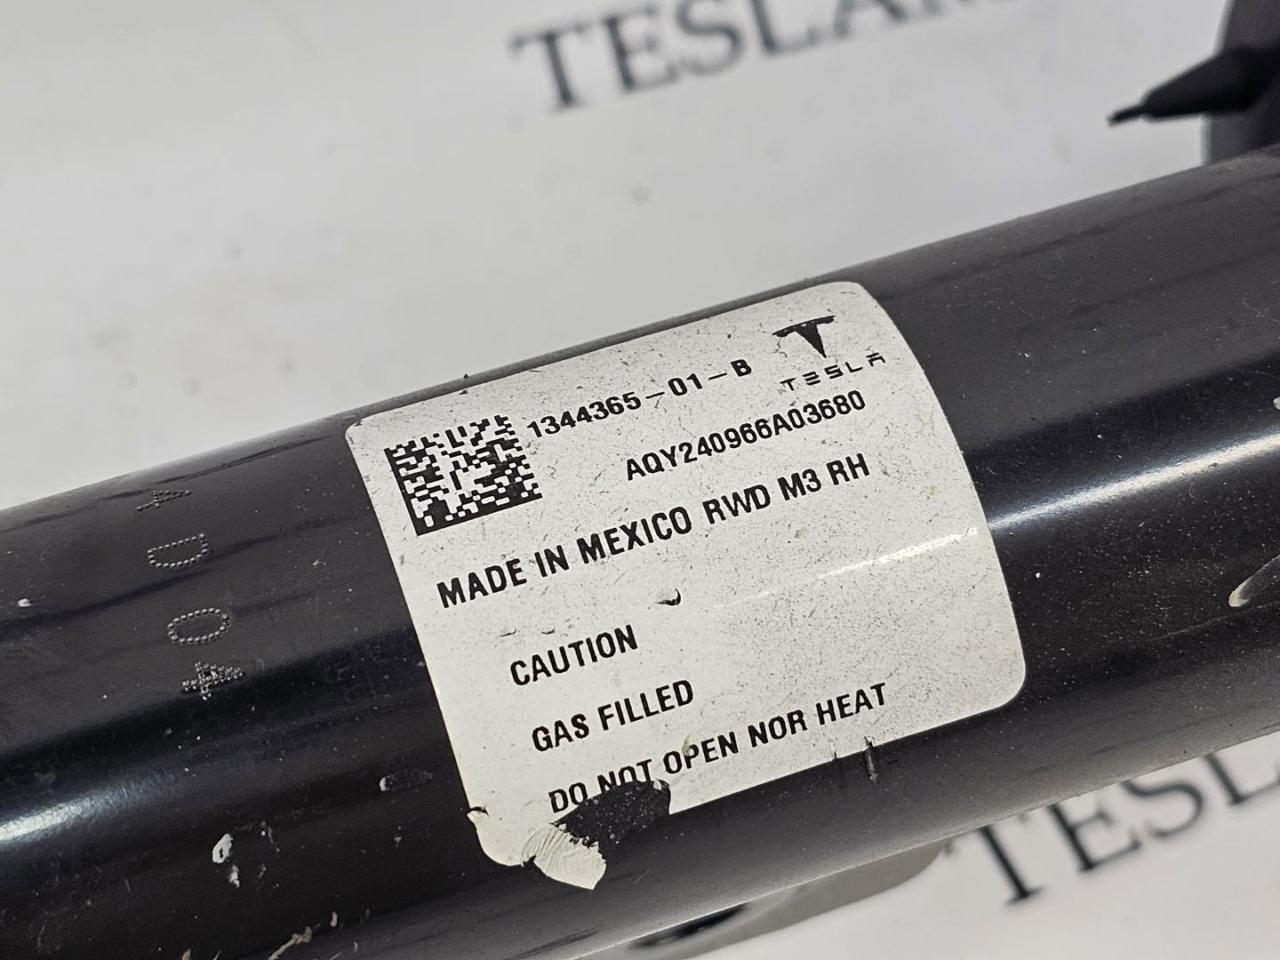 TESLAM
1344365-01-B
TESLA
AQY240966A03680
MADE IN MEXICO RWD M3 RH
CAUTION
GAS FILLED
DO NOT OPEN NOR HEAT
TESLA